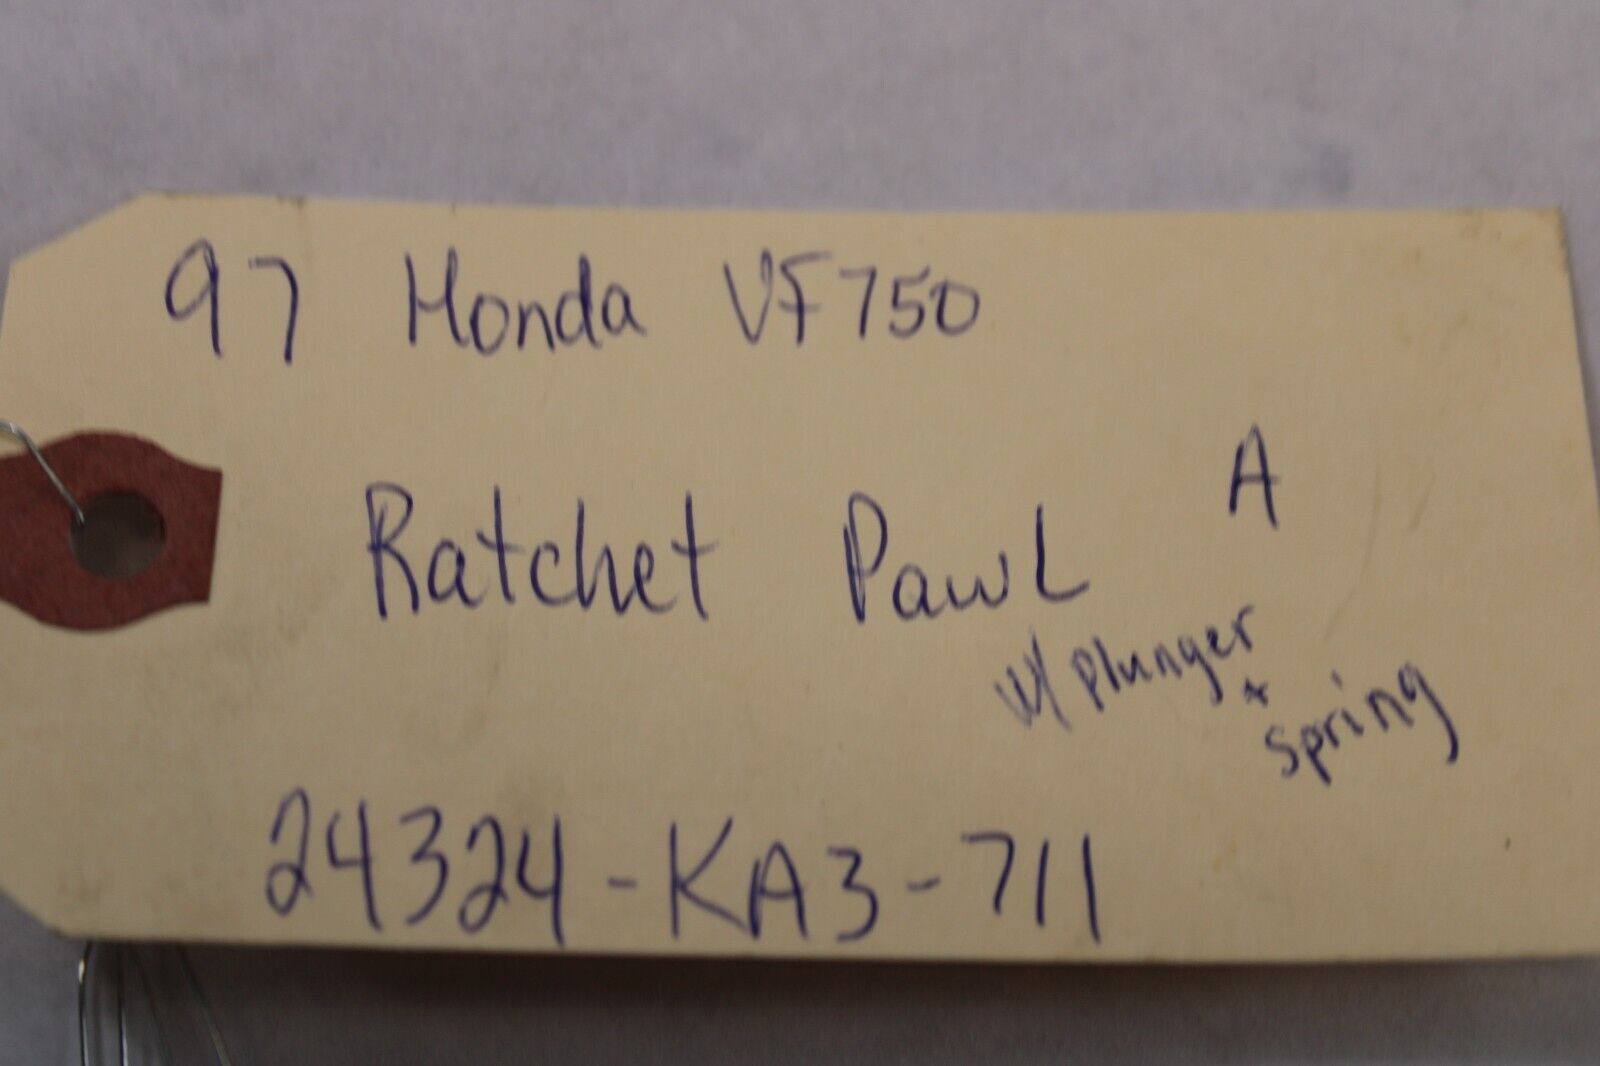 97 Honda VF750
Ratchet Pawl A
w/ plunger
+
spring
24324-KA3-711